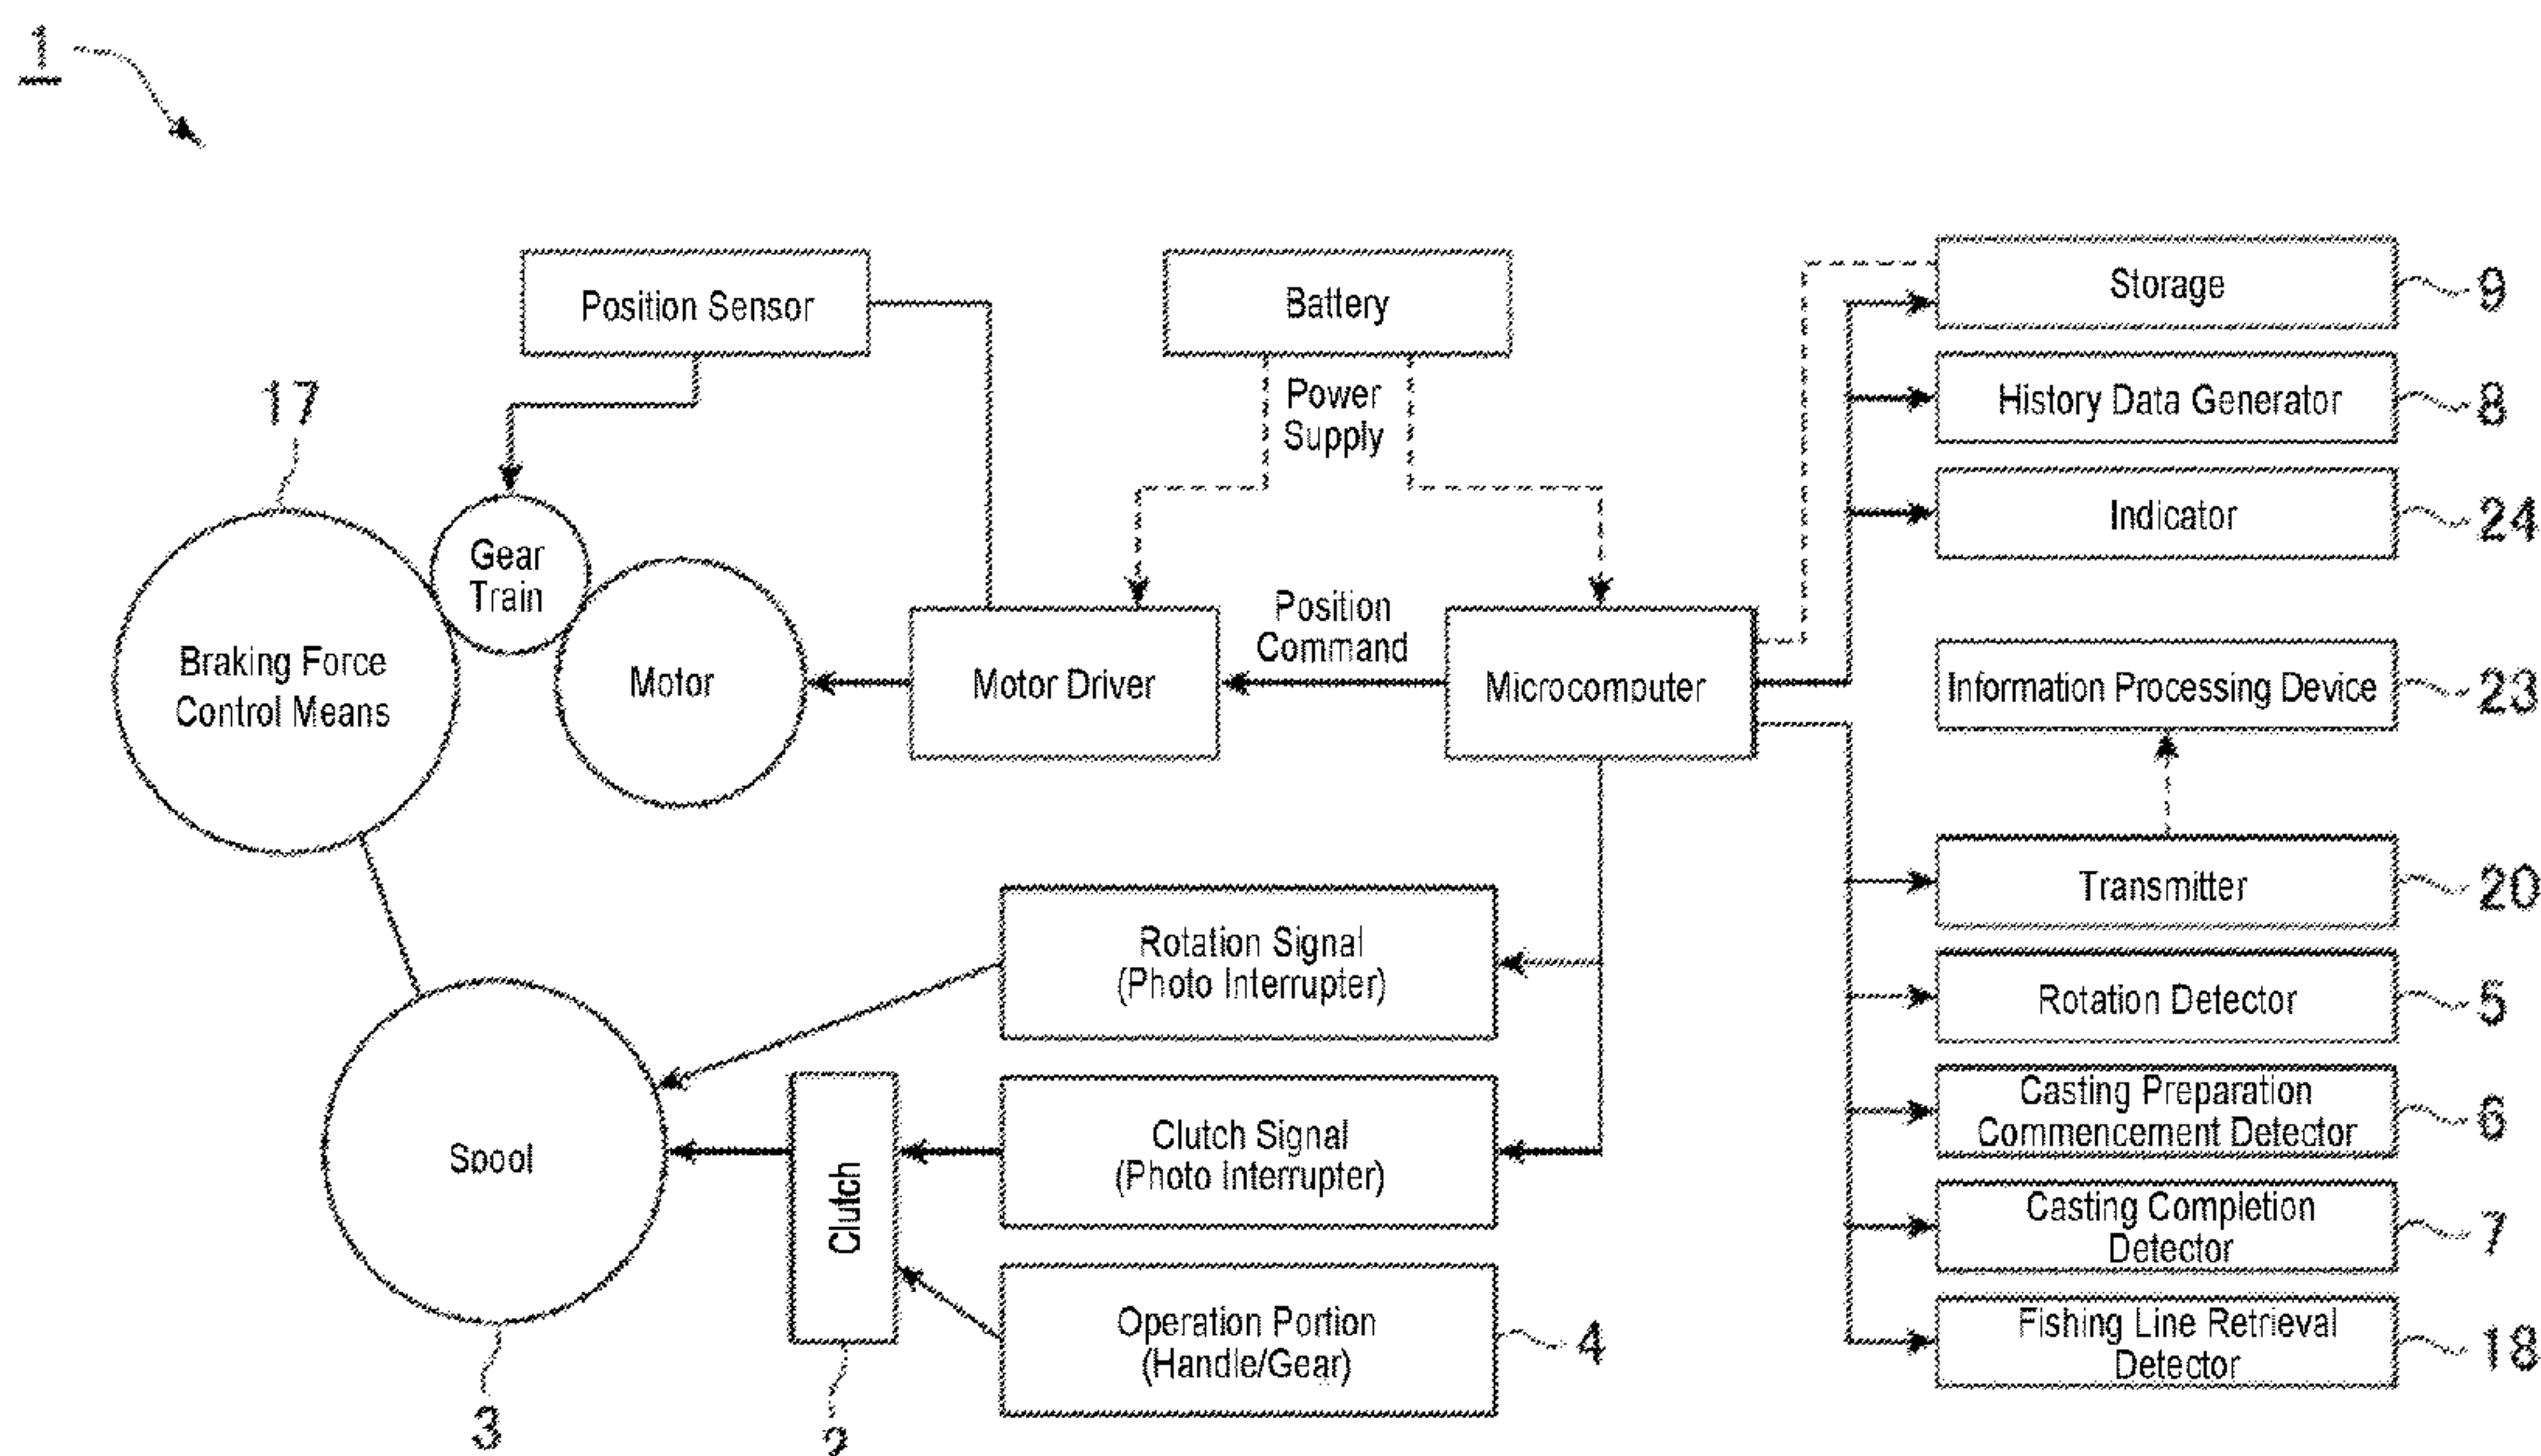 1
Position Sensor
Battery
Storage
9
Power
Supply
History Data Generator
8
17
Indicator
24
Gear
Train
Position
Command
Braking Force
Control Means
Motor
Motor Driver
Microcomputer
Information Processing Device
23
Transmitter
20
Rotation Signal
(Photo Interrupter)
Rotation Detector
5
Casting Preparation
Commencement Detector
6
Spool
Clutch
Clutch Signal
(Photo Interrupter)
Casting Completion
Detector
7
Operation Portion
(Handle/Gear)
4
Fishing Line Retrieval
Detector
18
3
2